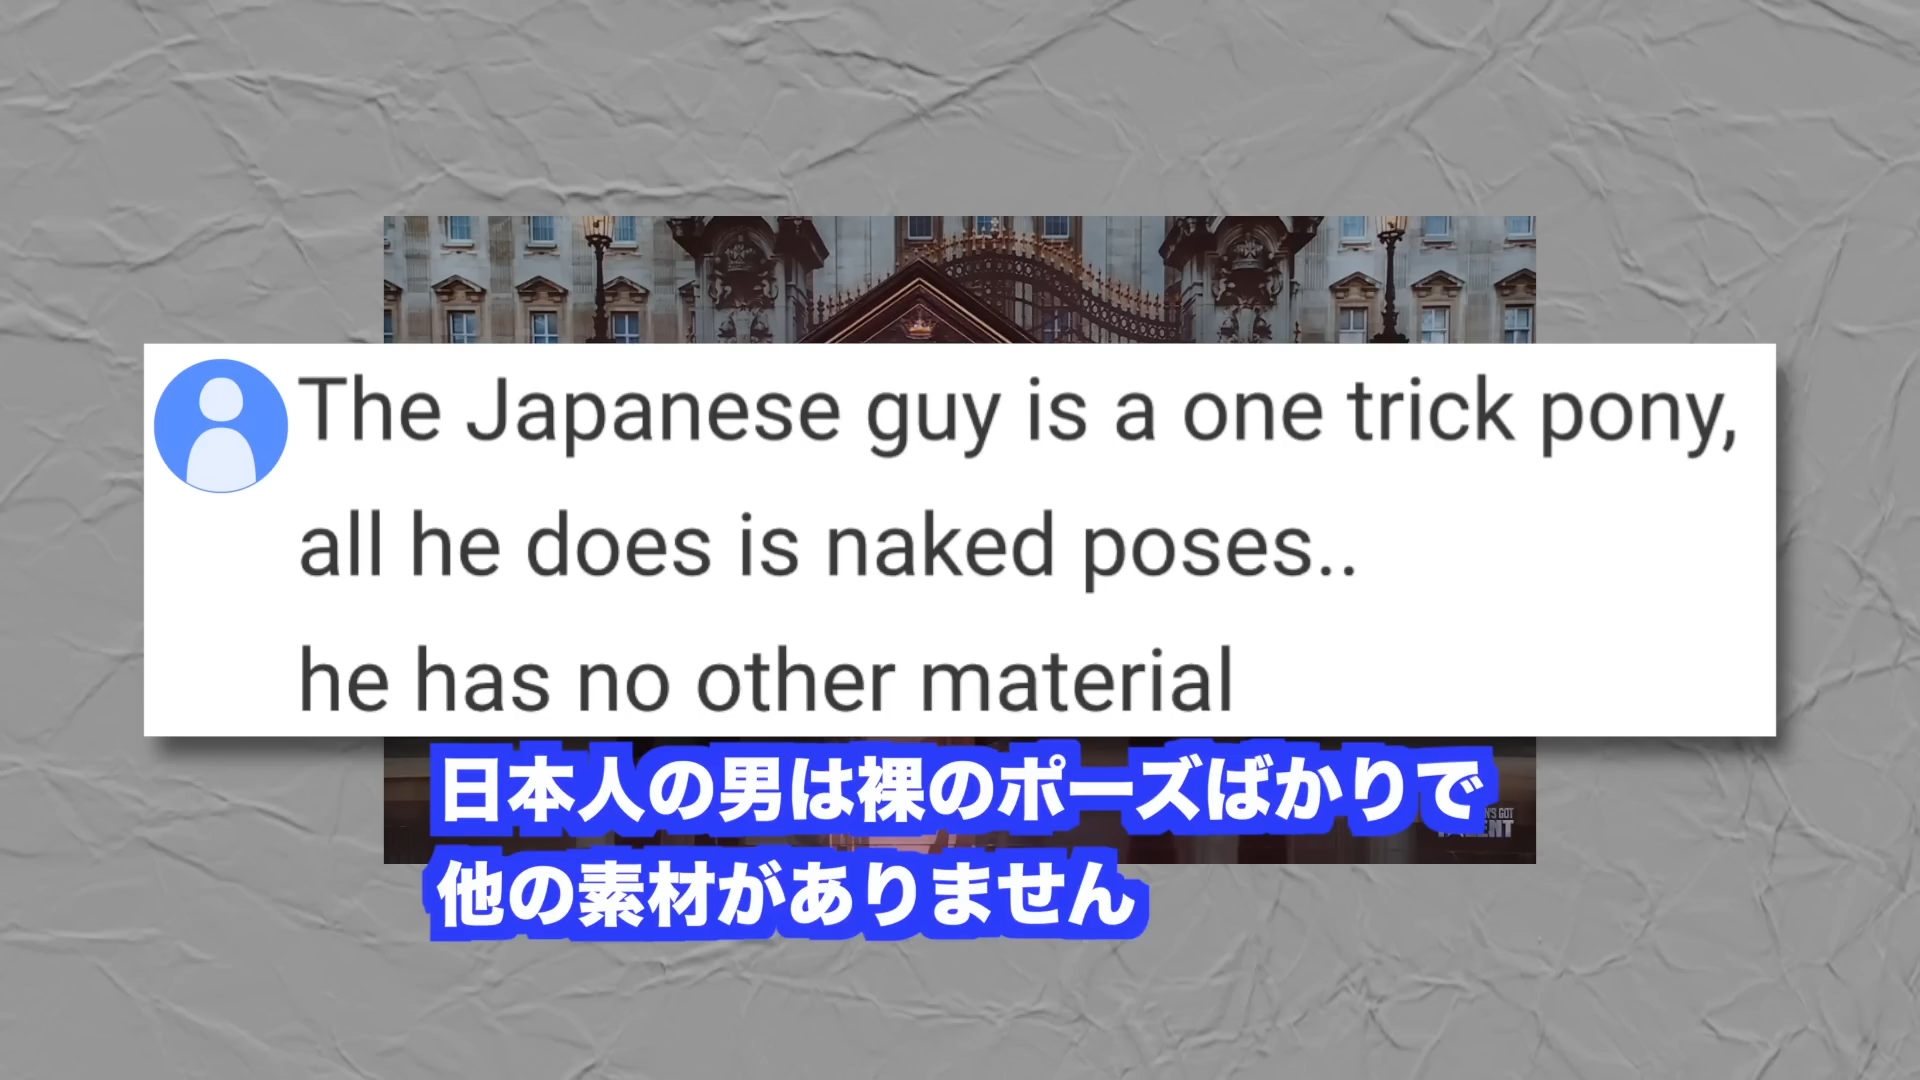 The Japanese guy is a one trick pony,
all he does is naked poses..
he has no other material
日本人の男は裸のポーズばかりで
他の素材がありません